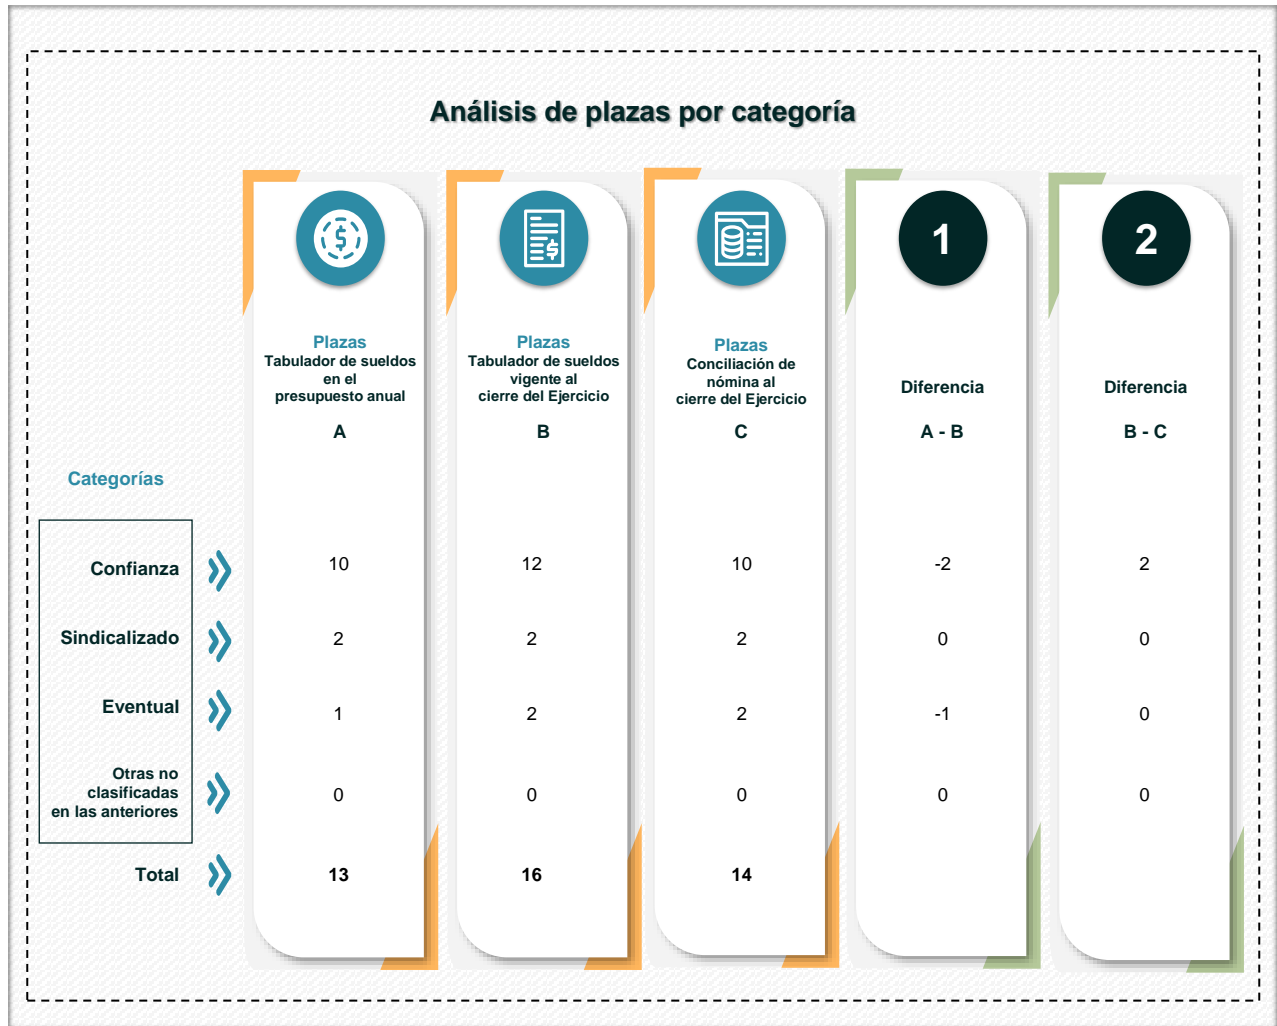 Análisis de plazas por categoría
Plazas
Tabulador de sueldos
en el
presupuesto anual
A
Plazas
Tabulador de sueldos
vigente al
cierre del Ejercicio
B
Plazas
Conciliación de
nómina al
cierre del Ejercicio
C
1
Diferencia
A - B
2
Diferencia
B - C
Categorías
Confianza 10 12 10 -2 2
Sindicalizado 2 2 2 0 0
Eventual 1 2 2 -1 0
Otras no
clasificadas
en las anteriores 0 0 0 0 0
Total 13 16 14